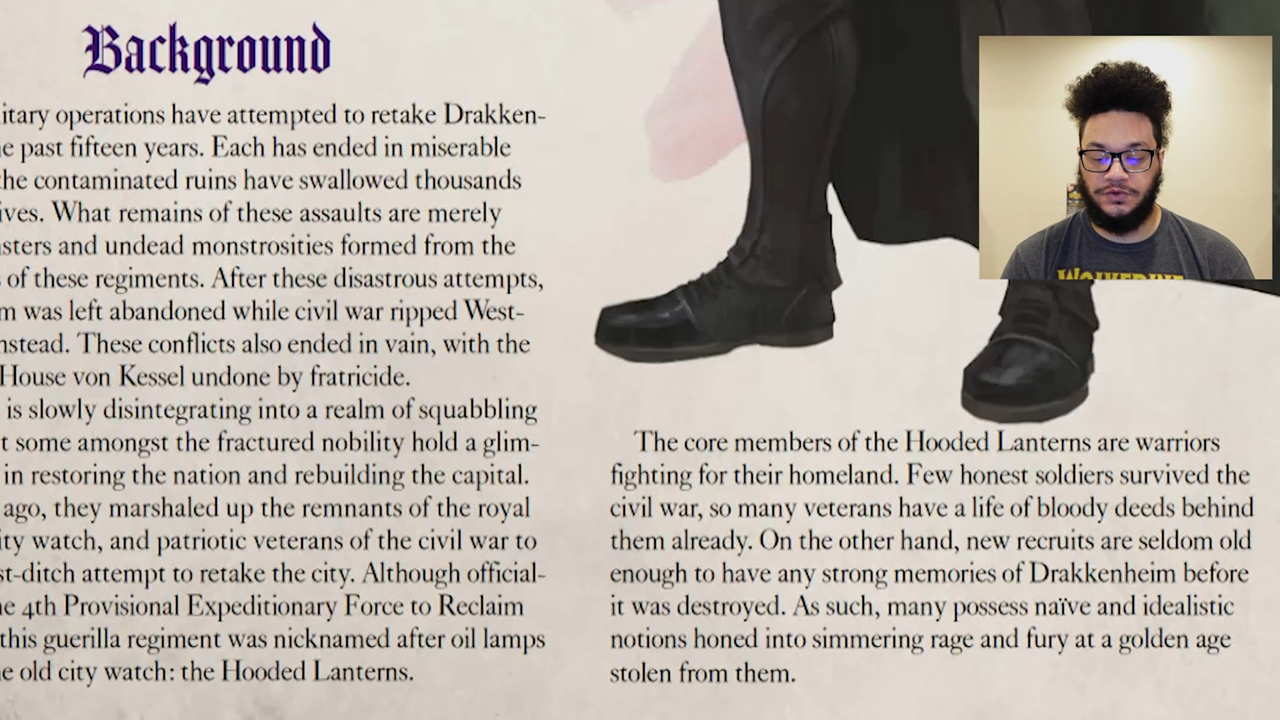 Background
itary operations have attempted to retake Drakken-
e past fifteen years. Each has ended in miserable
the contaminated ruins have swallowed thousands
ives. What remains of these assaults are merely
sters and undead monstrosities formed from the
of these regiments. After these disastrous attempts,
m was left abandoned while civil war ripped West-
nstead. These conflicts also ended in vain, with the
House von Kessel undone by fratricide.
is slowly disintegrating into a realm of squabbling
t some amongst the fractured nobility hold a glim-
in restoring the nation and rebuilding the capital.
ago, they marshaled up the remnants of the royal
ity watch, and patriotic veterans of the civil war to
st-ditch attempt to retake the city. Although official-
e 4th Provisional Expeditionary Force to Reclaim
this guerilla regiment was nicknamed after oil lamps
e old city watch: the Hooded Lanterns.
The core members of the Hooded Lanterns are warriors
fighting for their homeland. Few honest soldiers survived the
civil war, so many veterans have a life of bloody deeds behind
them already. On the other hand, new recruits are seldom old
enough to have any strong memories of Drakkenheim before
it was destroyed. As such, many possess naïve and idealistic
notions honed into simmering rage and fury at a golden age
stolen from them.
WOLVERINE